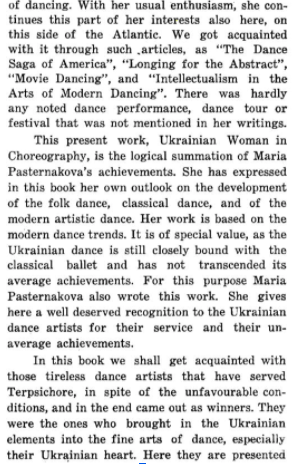 of dancing. With her usual enthusiasm, she con-
tinues this part of her interests also here, on
this side of the Atlantic. We got acquainted
with it through such articles, as "The Dance
Saga of America", "Longing for the Abstract",
"Movie Dancing", and "Intellectualism in the
Arts of Modern Dancing". There was hardly
any noted dance performance, dance tour or
festival that was not mentioned in her writings.
This present work, Ukrainian Woman in
Choreography, is the logical summation of Maria
Pasternakova's achievements. She has expressed
in this book her own outlook on the development
of the folk dance, classical dance, and of the
modern artistic dance. Her work is based on the
modern dance trends. It is of special value, as the
Ukrainian dance is still closely bound with the
classical ballet and has not transcended its
average achievements. For this purpose Maria
Pasternakova also wrote this work. She gives
here a well deserved recognition to the Ukrainian
dance artists for their service and their un-
average achievements.
In this book we shall get acquainted with
those tireless dance artists that have served
Terpsichore, in spite of the unfavourable con-
ditions, and in the end came out as winners. They
were the ones who brought in the Ukrainian
elements into the fine arts of dance, especially
their Ukrainian heart. Here they are presented